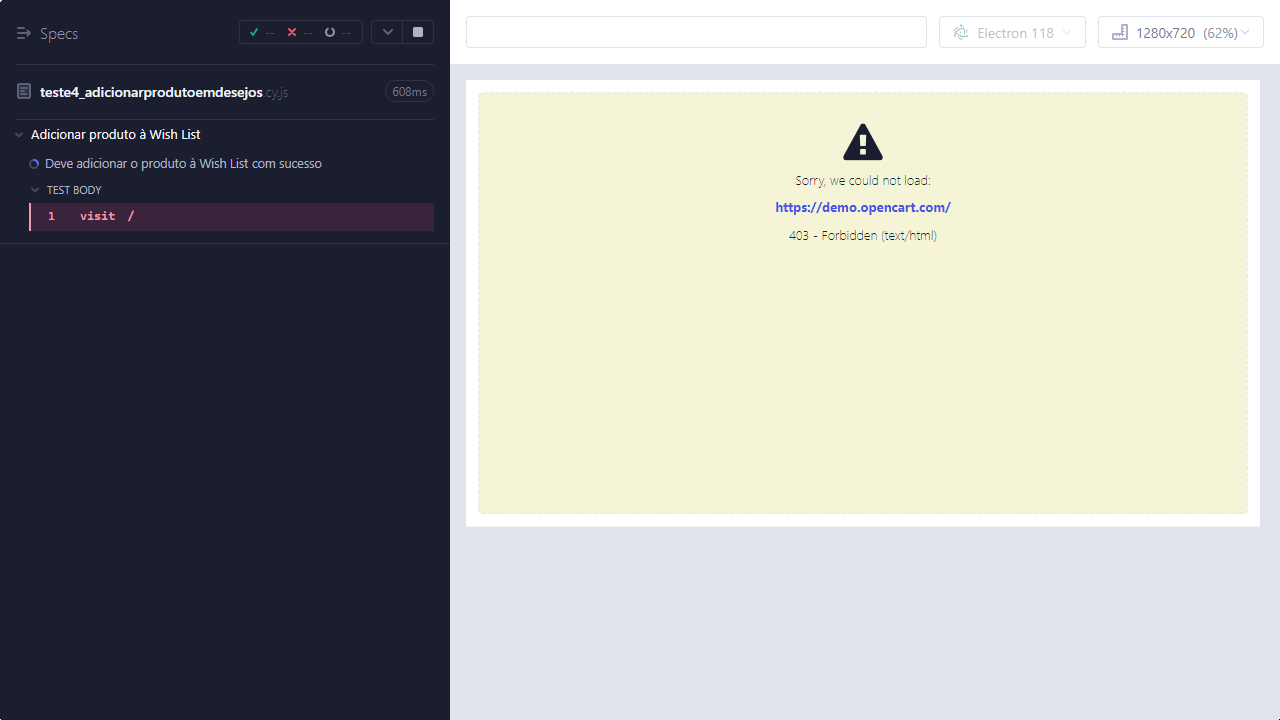 Specs
-- -- --
teste4_adicionarprodutoemdesejos.cy.js 608ms
Adicionar produto à Wish List
Deve adicionar o produto à Wish List com sucesso
TEST BODY
1 visit /
Electron 118
1280x720 (62%)
Sorry, we could not load:
https://demo.opencart.com/
403 - Forbidden (text/html)